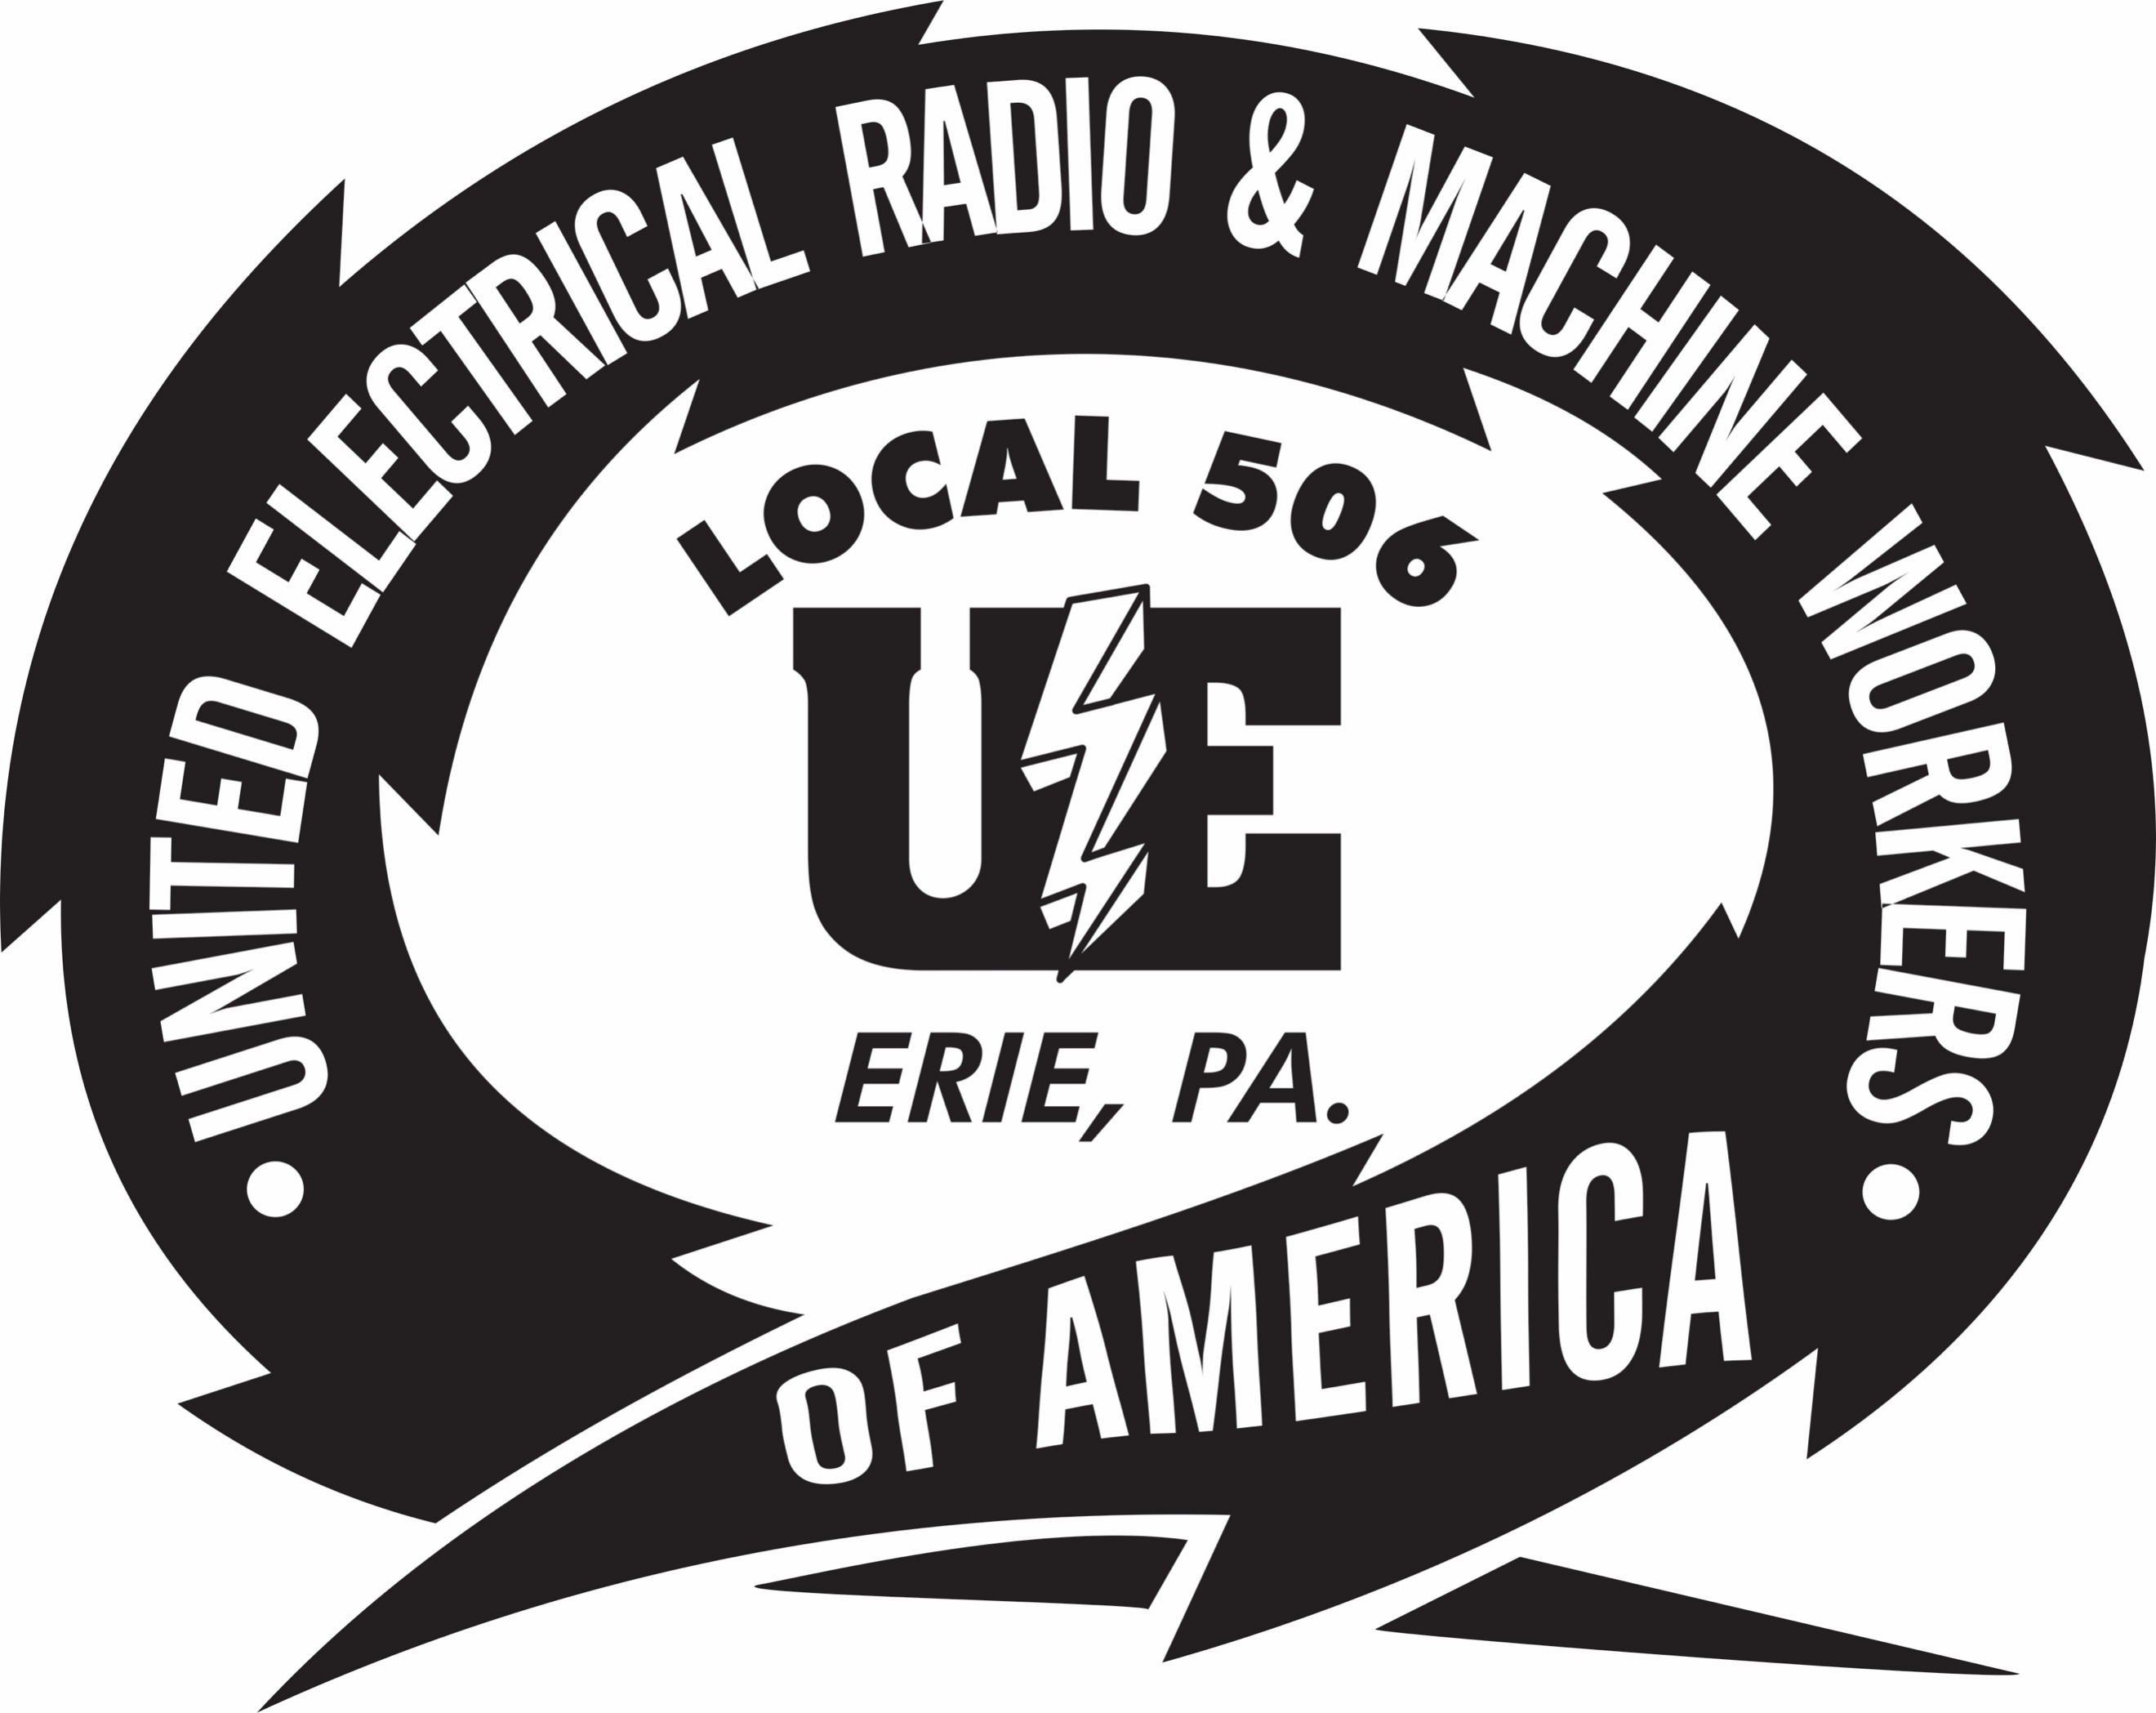 UNITED ELECTRICAL RADIO & MACHINE WORKERS
LOCAL 506
UE
ERIE, PA.
OF AMERICA